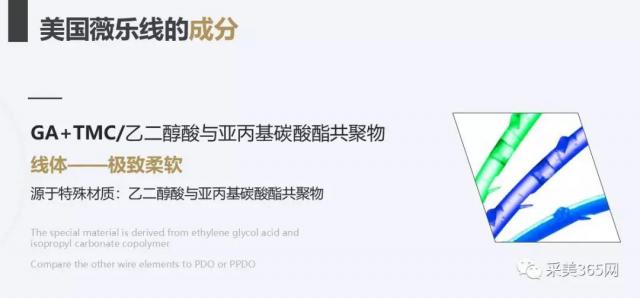 美国薇乐线的成分
GA+TMC/乙二醇酸与亚丙基碳酸酯共聚物
线体——极致柔软
源于特殊材质：乙二醇酸与亚丙基碳酸酯共聚物
The special material is derived from ethylene glycol acid and
isopropyl carbonate copolymer
Compare the other wire elements to PDO or PPDO
采美365网